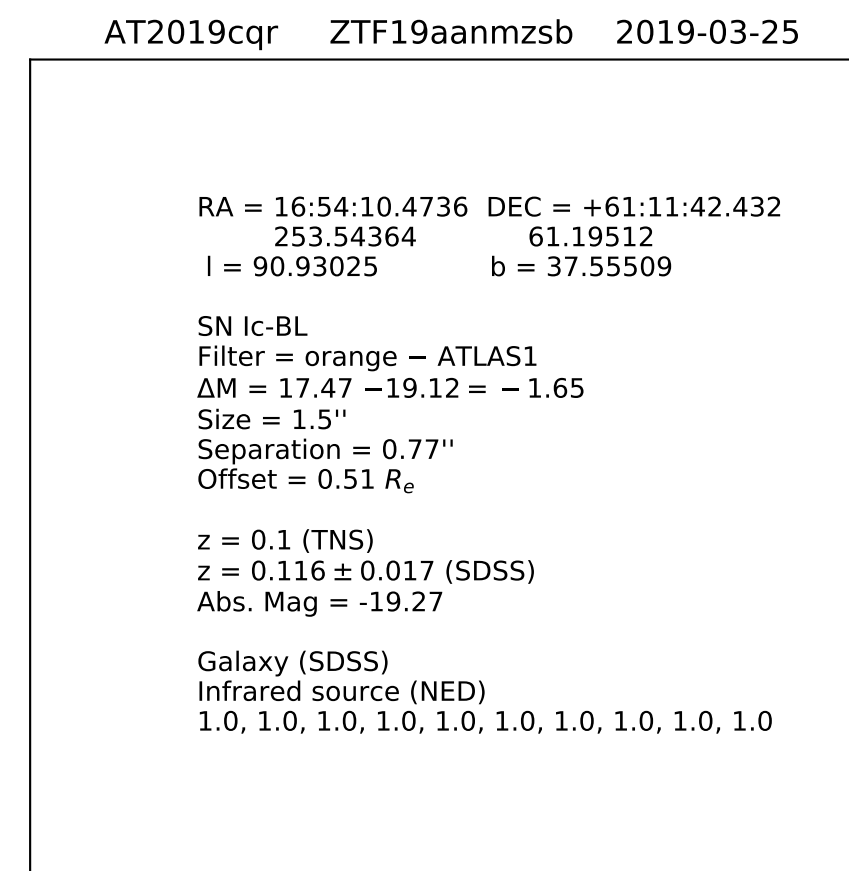 AT2019cqr ZTF19aanmzsb 2019-03-25
RA = 16:54:10.4736 DEC = +61:11:42.432
253.54364 61.19512
l = 90.93025 b = 37.55509
SN Ic-BL
Filter = orange − ATLAS1
ΔM = 17.47 −19.12 = − 1.65
Size = 1.5''
Separation = 0.77''
Offset = 0.51 Re
z = 0.1 (TNS)
z = 0.116 ± 0.017 (SDSS)
Abs. Mag = -19.27
Galaxy (SDSS)
Infrared source (NED)
1.0, 1.0, 1.0, 1.0, 1.0, 1.0, 1.0, 1.0, 1.0, 1.0